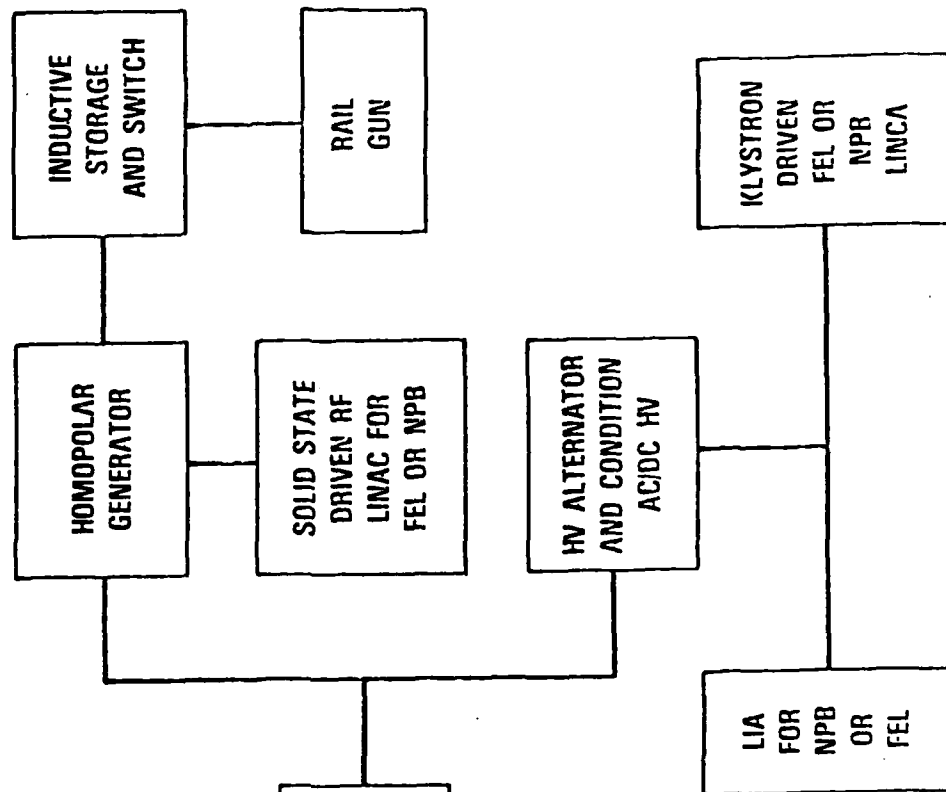 HOMOPOLAR
GENERATOR
INDUCTIVE
STORAGE
AND SWITCH
SOLID STATE
DRIVEN RF
LINAC FOR
FEL OR NPB
RAIL
GUN
HV ALTERNATOR
AND CONDITION
AC/DC HV
LIA
FOR
NPB
OR
FEL
KLYSTRON
DRIVEN
FEL OR
NPB
LINCA